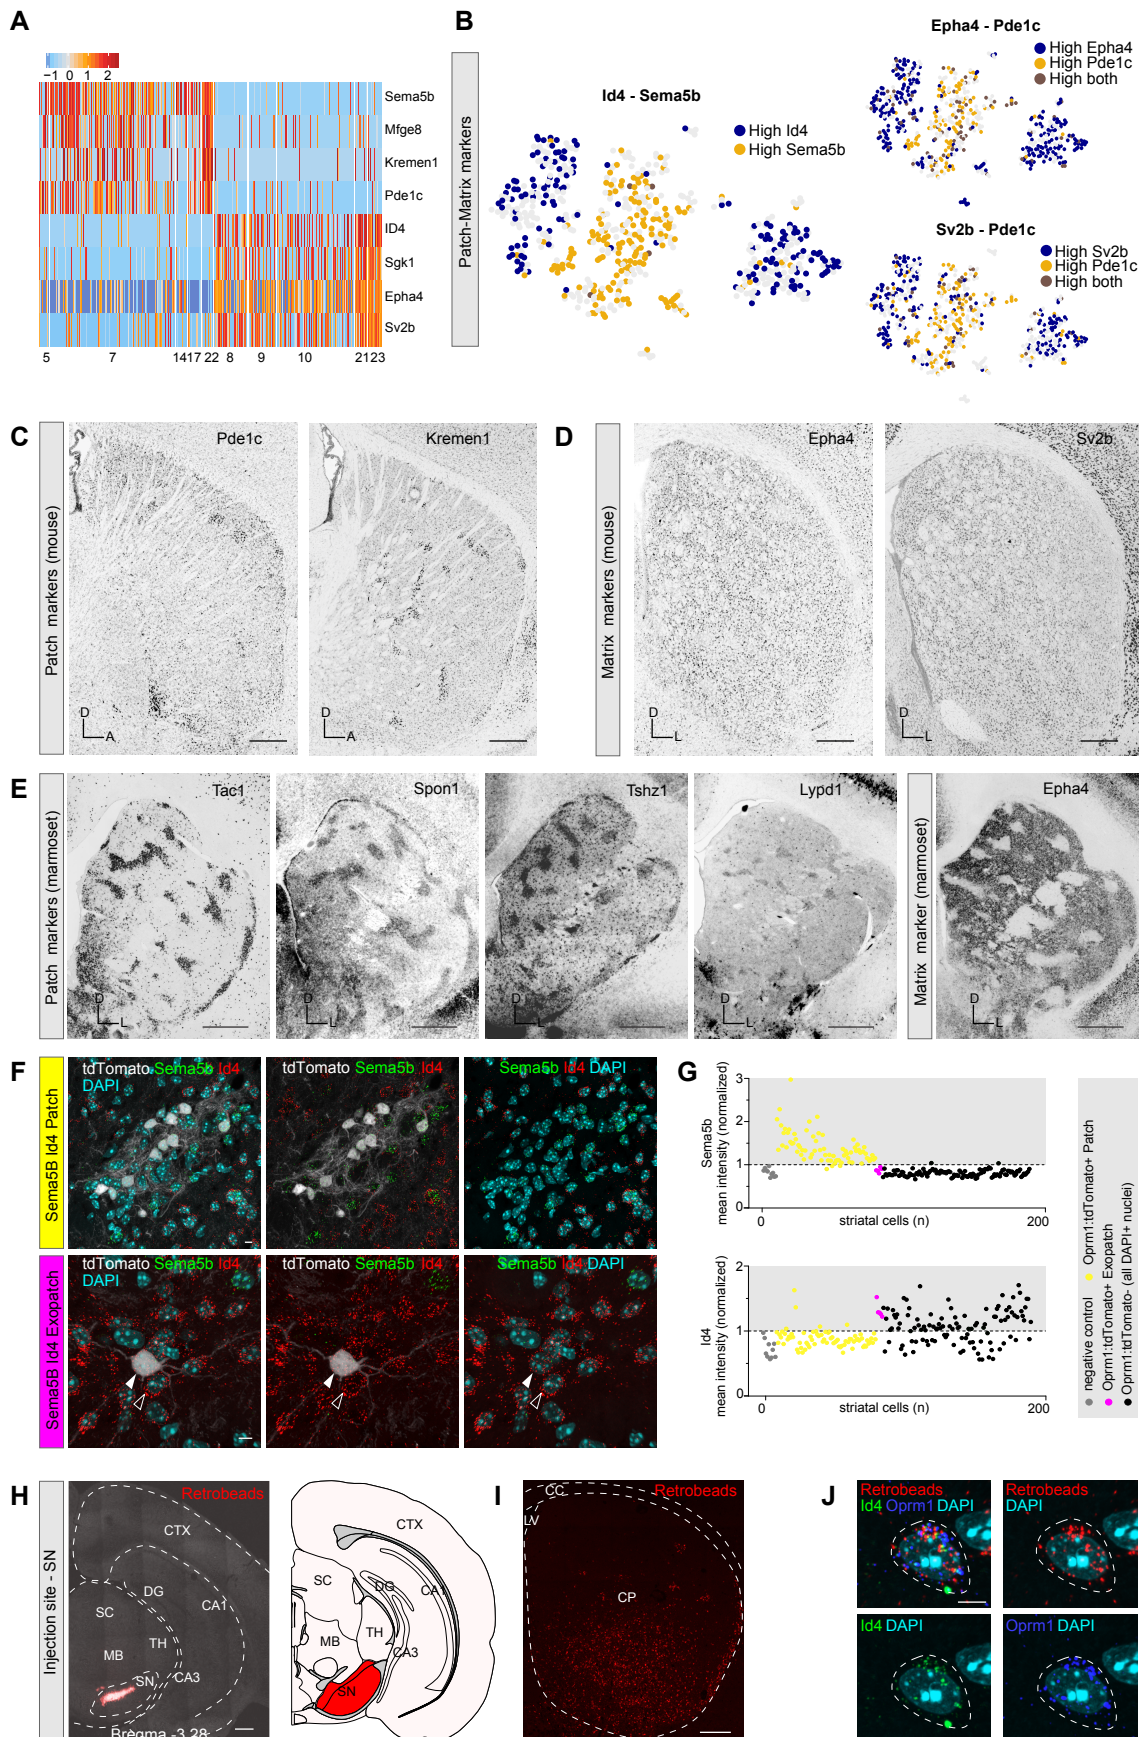 A
−1 0 1 2
Sema5b
Mfge8
Kremen1
Pde1c
ID4
Sgk1
Epha4
Sv2b
5 7 14 17 22 8 9 10 21 23
B
Patch-Matrix markers
Id4 - Sema5b
High Id4
High Sema5b
Epha4 - Pde1c
High Epha4
High Pde1c
High both
Sv2b - Pde1c
High Sv2b
High Pde1c
High both
C
Patch markers (mouse)
Pde1c
D
A
Kremen1
D
A
D
Matrix markers (mouse)
Epha4
D
L
Sv2b
D
L
E
Patch markers (marmoset)
Tac1
D
L
Spon1
D
L
Tshz1
D
L
Lypd1
D
L
Matrix marker (marmoset)
Epha4
D
L
F
Sema5B Id4 Patch
tdTomato Sema5b Id4
DAPI
tdTomato Sema5b Id4
Sema5b Id4 DAPI
Sema5B Id4 Exopatch
tdTomato Sema5b Id4
DAPI
tdTomato Sema5b Id4
Sema5b Id4 DAPI
G
Sema5b
mean intensity (normalized)
3
2
1
0
0 200
striatal cells (n)
Id4
mean intensity (normalized)
2
1
0
0 200
striatal cells (n)
negative control
Oprm1:tdTomato+ Patch
Oprm1:tdTomato+ Exopatch
Oprm1:tdTomato- (all DAPI+ nuclei)
H
Injection site - SN
Retrobeads
CTX
DG
SC
CA1
TH
MB
SN
CA3
Bregma -3.28
CTX
SC
DG
CA1
TH
MB
CA3
SN
I
Retrobeads
CC
LV
CP
J
Retrobeads
Id4 Oprm1 DAPI
Retrobeads
DAPI
Id4 DAPI
Oprm1 DAPI